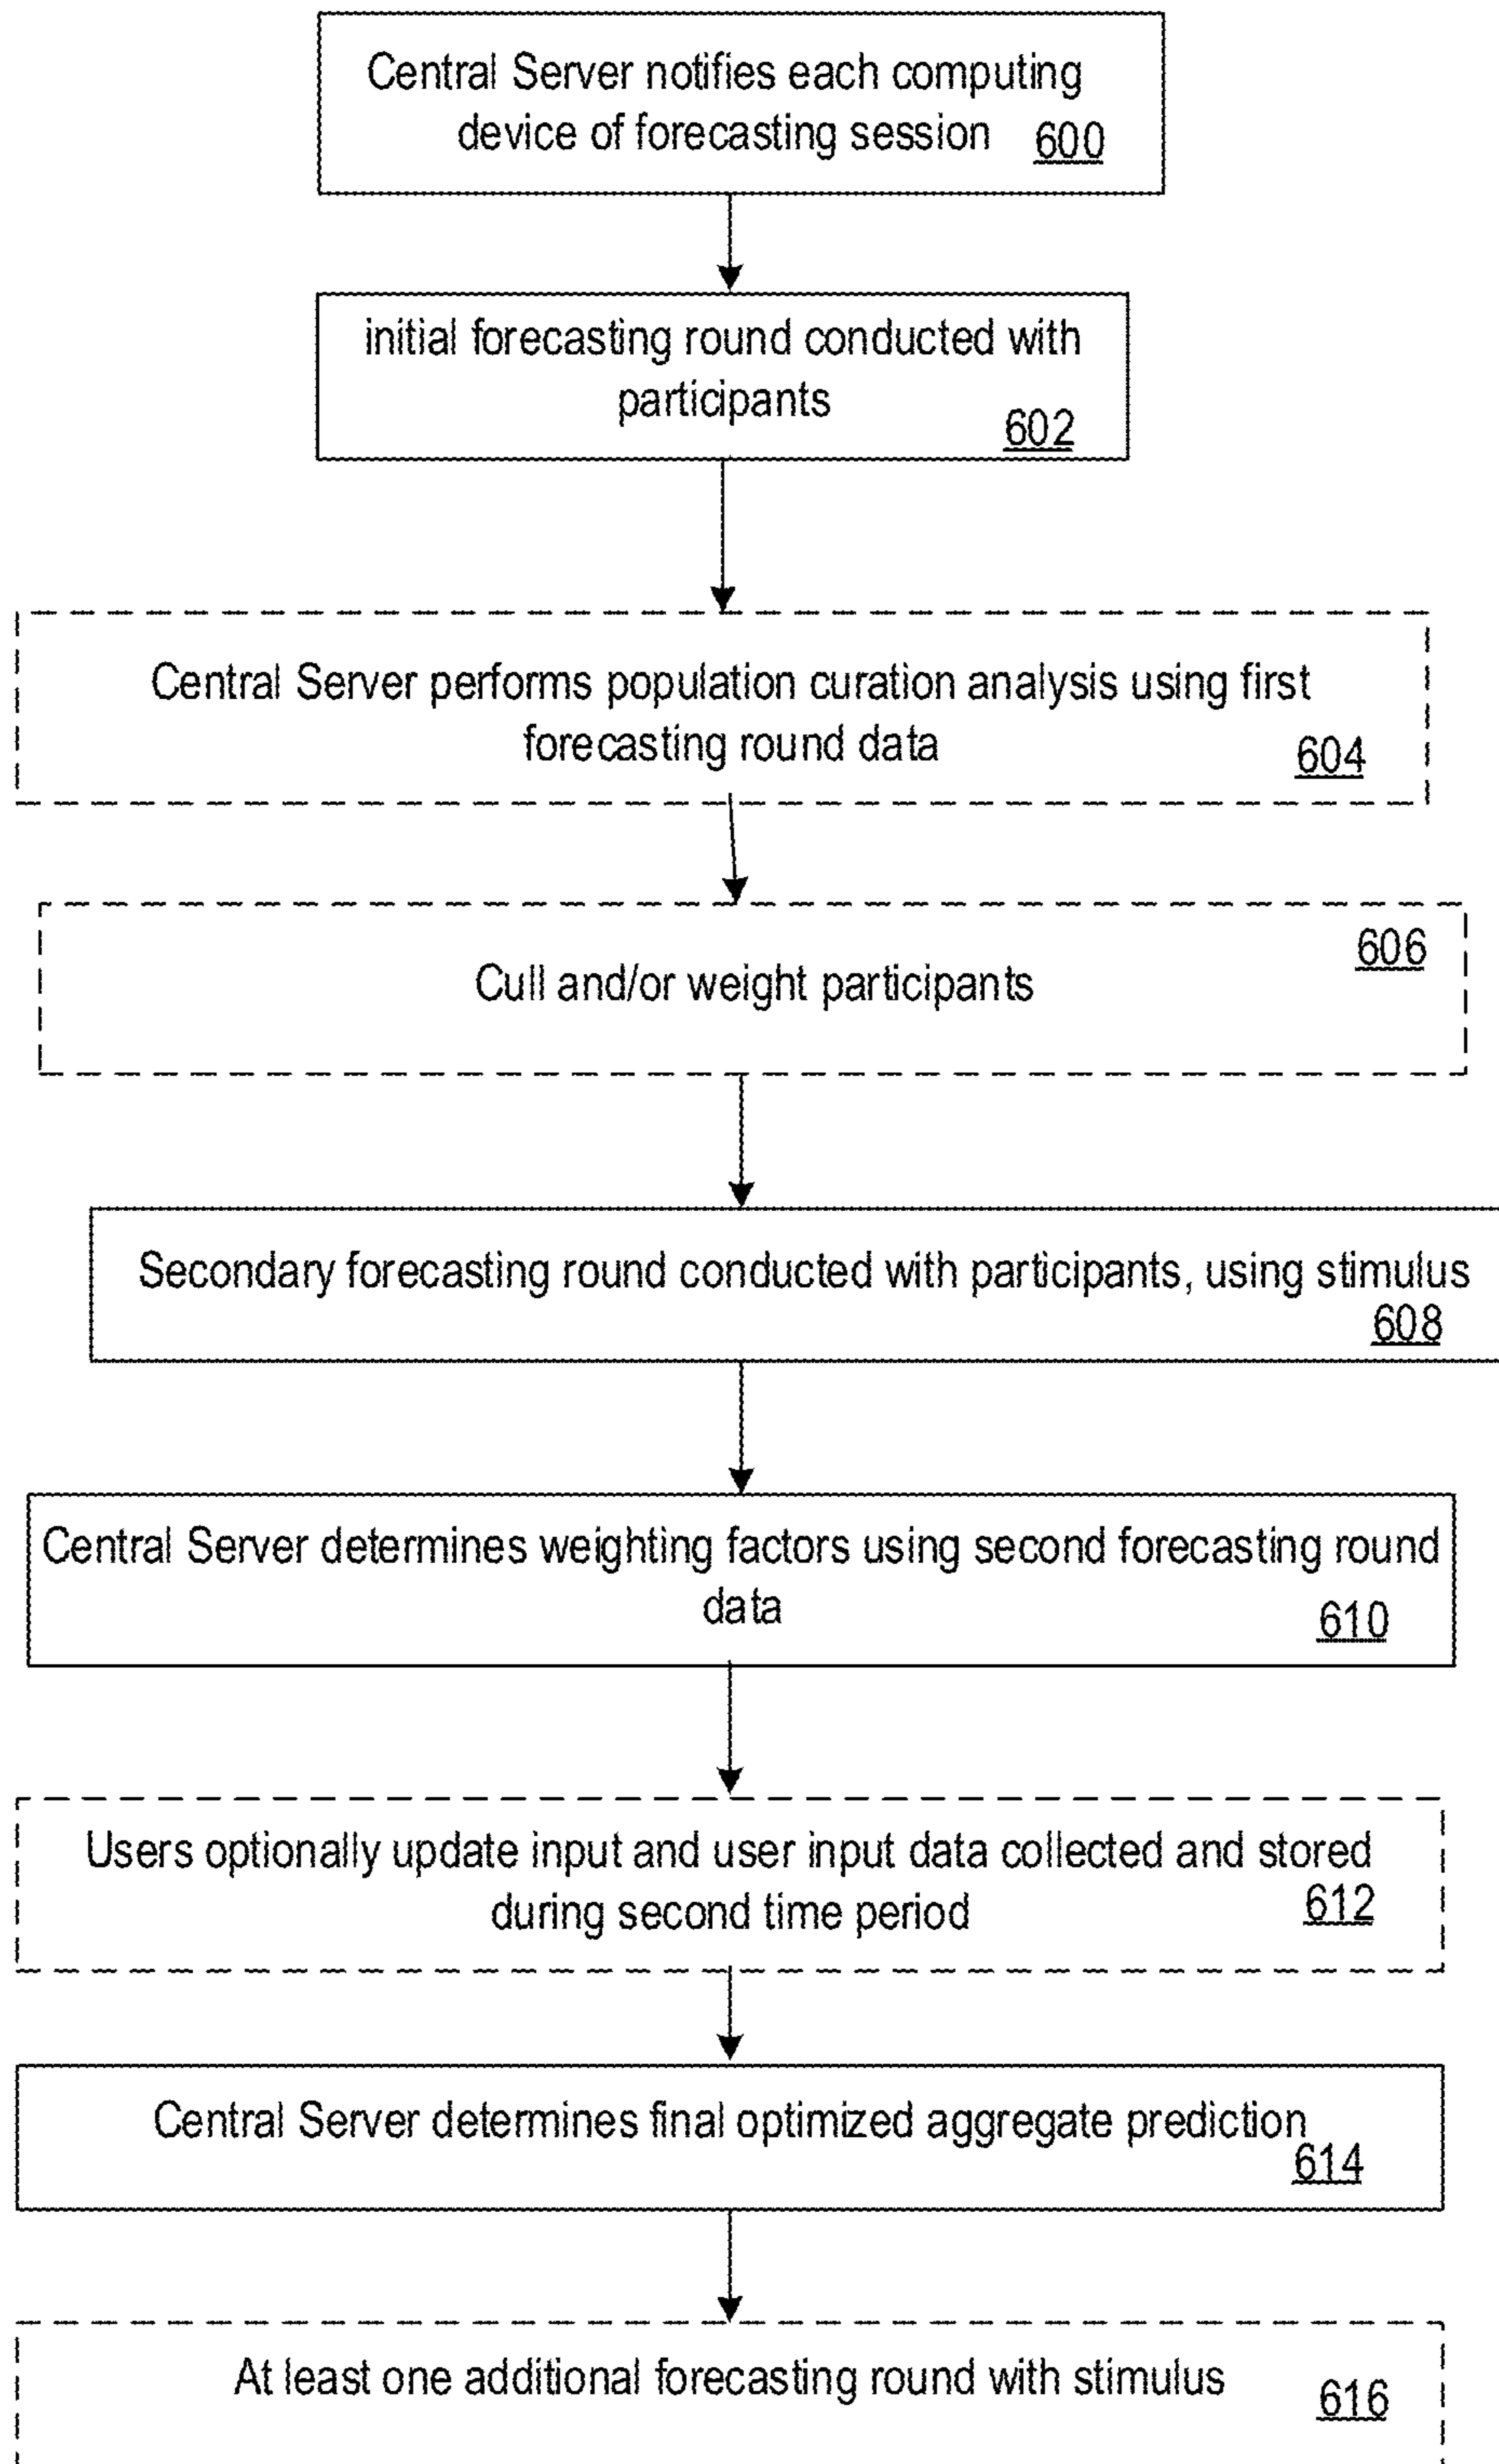 Central Server notifies each computing
device of forecasting session 600
initial forecasting round conducted with
participants
602
Central Server performs population curation analysis using first
forecasting round data
604
606
Cull and/or weight participants
Secondary forecasting round conducted with participants, using stimulus
608
Central Server determines weighting factors using second forecasting round
data
610
Users optionally update input and user input data collected and stored
during second time period
612
Central Server determines final optimized aggregate prediction
614
At least one additional forecasting round with stimulus
616